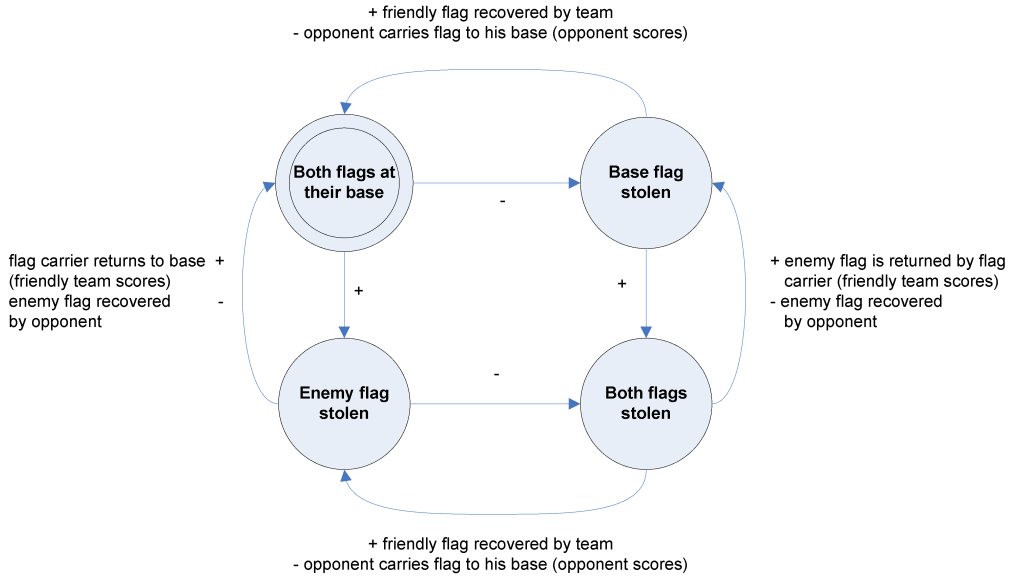 + friendly flag recovered by team
- opponent carries flag to his base (opponent scores)
Both flags at
their base
Base flag
stolen
-
flag carrier returns to base +
(friendly team scores)
enemy flag recovered -
by opponent
+
+
+ enemy flag is returned by flag
carrier (friendly team scores)
- enemy flag recovered
by opponent
Enemy flag
stolen
-
Both flags
stolen
+ friendly flag recovered by team
- opponent carries flag to his base (opponent scores)